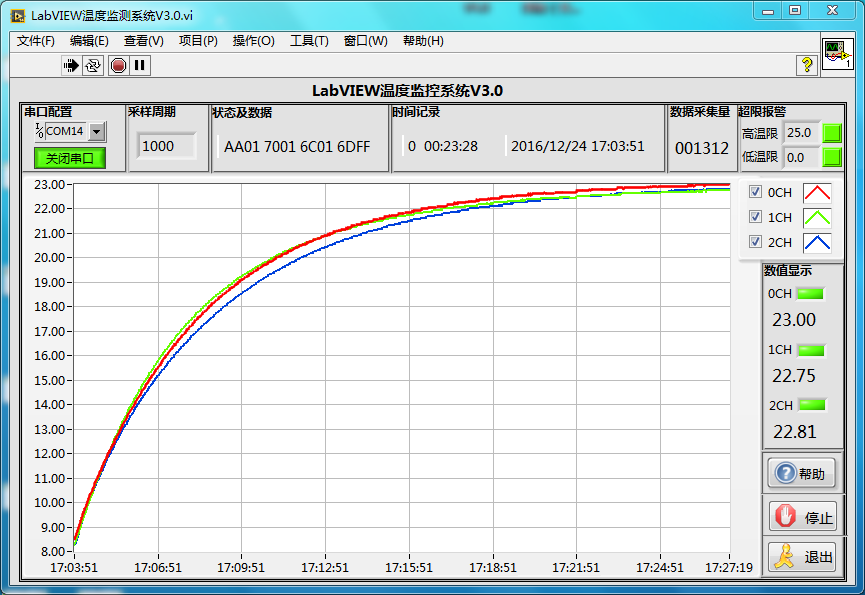 LabVIEW温度监测系统V3.0.vi
文件(F) 编辑(E) 查看(V) 项目(P) 操作(O) 工具(T) 窗口(W) 帮助(H)
1
LabVIEW温度监控系统V3.0
串口配置 采样周期 状态及数据 时间记录 数据采集量 超限报警
COM14 1000 AA01 7001 6C01 6DFF 0 00:23:28 2016/12/24 17:03:51 001312 高温限 25.0
关闭串口 低温限 0.0
23.00
22.00
21.00
20.00
19.00
18.00
17.00
16.00
15.00
14.00
13.00
12.00
11.00
10.00
9.00
8.00
17:03:51 17:06:51 17:09:51 17:12:51 17:15:51 17:18:51 17:21:51 17:24:51 17:27:19
0CH
1CH
2CH
数值显示
0CH
23.00
1CH
22.75
2CH
22.81
帮助
停止
退出